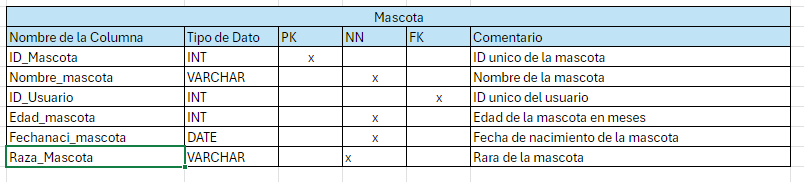 Mascota
Nombre de la Columna Tipo de Dato PK NN FK Comentario
ID_Mascota INT x ID unico de la mascota
Nombre_mascota VARCHAR x Nombre de la mascota
ID_Usuario INT x ID unico del usuario
Edad_mascota INT x Edad de la mascota en meses
Fechanaci_mascota DATE x Fecha de nacimiento de la mascota
Raza_Mascota VARCHAR x Rara de la mascota